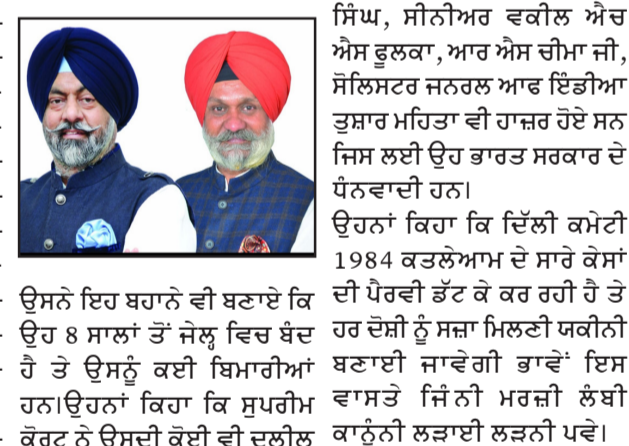 ਉਸਨੇ ਇਹ ਬਹਾਨੇ ਵੀ ਬਣਾਏ ਕਿ
ਉਹ 8 ਸਾਲਾਂ ਤੋਂ ਜੇਲ੍ਹ ਵਿਚ ਬੰਦ
ਹੈ ਤੇ ਉਸਨੂੰ ਕਈ ਬਿਮਾਰੀਆਂ
ਹਨ।ਉਹਨਾਂ ਕਿਹਾ ਕਿ ਸੁਪਰੀਮ
ਕੋਰਟ ਨੇ ਉਸਦੀ ਕੋਈ ਵੀ ਦਲੀਲ
ਸਿੰਘ, ਸੀਨੀਅਰ ਵਕੀਲ ਐਚ
ਐਸ ਫੂਲਕਾ, ਆਰ ਐਸ ਚੀਮਾ ਜੀ,
ਸੋਲਿਸਟਰ ਜਨਰਲ ਆਫ ਇੰਡੀਆ
ਤੁਸ਼ਾਰ ਮਹਿਤਾ ਵੀ ਹਾਜ਼ਰ ਹੋਏ ਸਨ
ਜਿਸ ਲਈ ਉਹ ਭਾਰਤ ਸਰਕਾਰ ਦੇ
ਧੰਨਵਾਦੀ ਹਨ।
ਉਹਨਾਂ ਕਿਹਾ ਕਿ ਦਿੱਲੀ ਕਮੇਟੀ
1984 ਕਤਲੇਆਮ ਦੇ ਸਾਰੇ ਕੇਸਾਂ
ਦੀ ਪੈਰਵੀ ਡੱਟ ਕੇ ਕਰ ਰਹੀ ਹੈ ਤੇ
ਹਰ ਦੋਸ਼ੀ ਨੂੰ ਸਜ਼ਾ ਮਿਲਣੀ ਯਕੀਨੀ
ਬਣਾਈ ਜਾਵੇਗੀ ਭਾਵੇਂ ਇਸ
ਵਾਸਤੇ ਜਿੰਨੀ ਮਰਜ਼ੀ ਲੰਬੀ
ਕਾਨੂੰਨੀ ਲੜਾਈ ਲੜਨੀ ਪਵੇ।